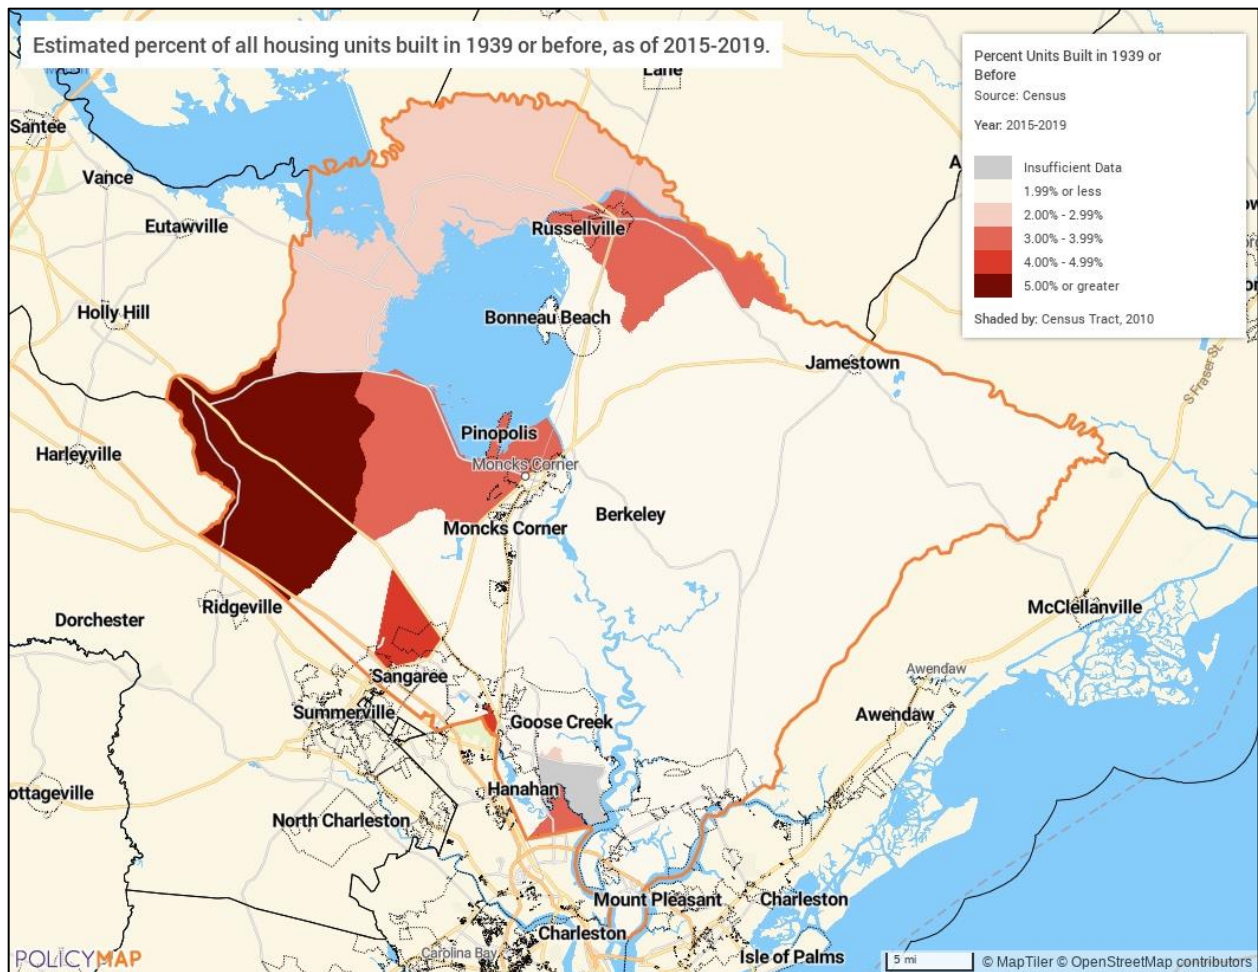 Estimated percent of all housing units built in 1939 or before, as of 2015-2019.
Percent Units Built in 1939 or
Before
Source: Census
Year: 2015-2019
Insufficient Data
1.99% or less
2.00% - 2.99%
3.00% - 3.99%
4.00% - 4.99%
5.00% or greater
Shaded by: Census Tract, 2010
Lane
Santee
Vance
Eutawville
Russellville
Holly Hill
Bonneau Beach
Jamestown
S Fraser St.
Pinopolis
Harleyville
Moncks Corner
Moncks Corner
Berkeley
Ridgeville
Dorchester
McClellanville
Sangaree
Awendaw
Summerville
Goose Creek
Awendaw
Hanahan
ottageville
North Charleston
Mount Pleasant
Charleston
Charleston
Carolina Bay
Isle of Palms
POLICYMAP
5 mi
© MapTiler © OpenStreetMap contributors